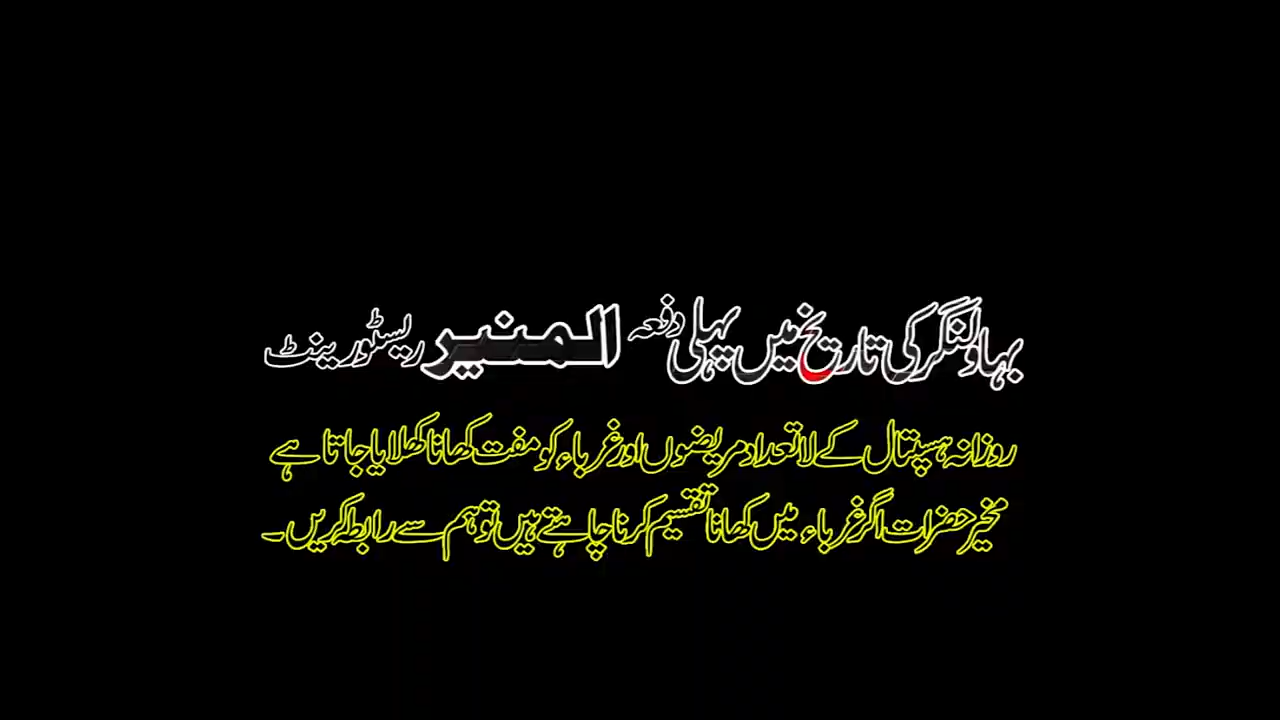 بہاولنگر کی تاریخ میں پہلی دفعہ المنیر ریسٹورینٹ
روزانہ ہسپتال کے لاتعداد مریضوں اور غرباء کو مفت کھانا کھلایا جاتا ہے
مخیر حضرات اگر غرباء میں کھانا تقسیم کرنا چاہتے ہیں تو ہم سے رابطہ کریں۔